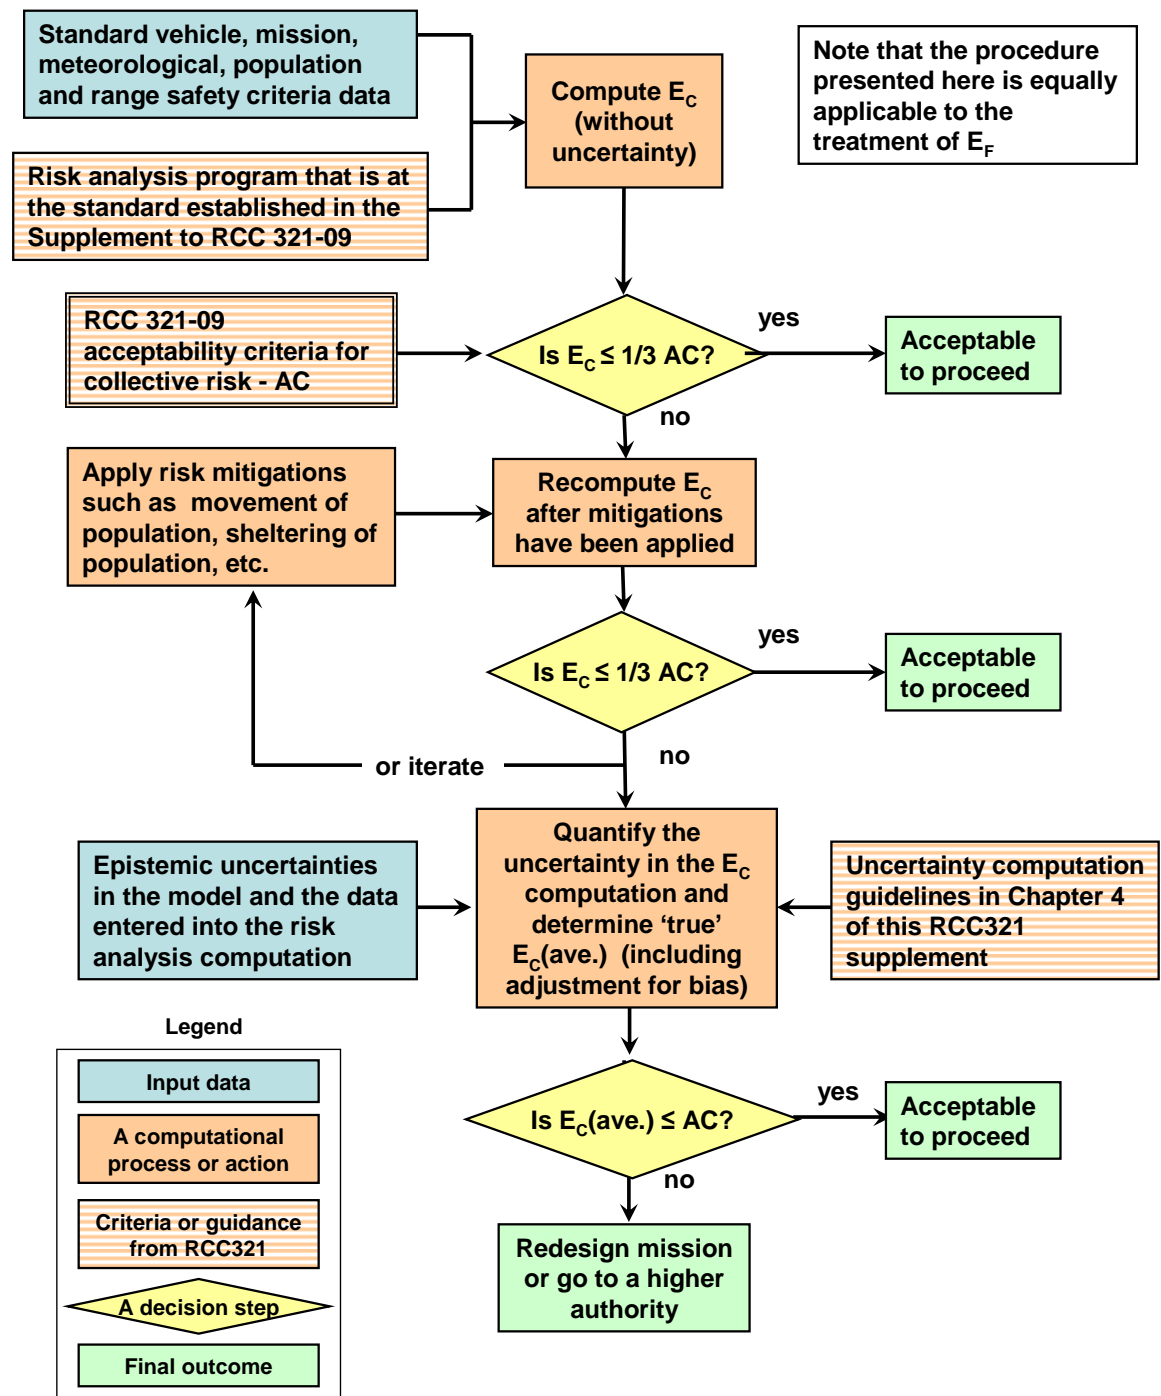 Standard vehicle, mission,
meteorological, population
and range safety criteria data
Compute EC
(without
uncertainty)
Note that the procedure
presented here is equally
applicable to the
treatment of EF
Risk analysis program that is at
the standard established in the
Supplement to RCC 321-09
RCC 321-09
acceptability criteria for
collective risk - AC
Is EC ≤ 1/3 AC?
yes
Acceptable
to proceed
no
Apply risk mitigations
such as movement of
population, sheltering of
population, etc.
Recompute EC
after mitigations
have been applied
Is EC ≤ 1/3 AC?
yes
Acceptable
to proceed
or iterate
no
Epistemic uncertainties
in the model and the data
entered into the risk
analysis computation
Quantify the
uncertainty in the EC
computation and
determine ‘true’
EC(ave.) (including
adjustment for bias)
Uncertainty computation
guidelines in Chapter 4
of this RCC321
supplement
Is EC(ave.) ≤ AC?
yes
Acceptable
to proceed
no
Redesign mission
or go to a higher
authority
Legend
Input data
A computational
process or action
Criteria or guidance
from RCC321
A decision step
Final outcome